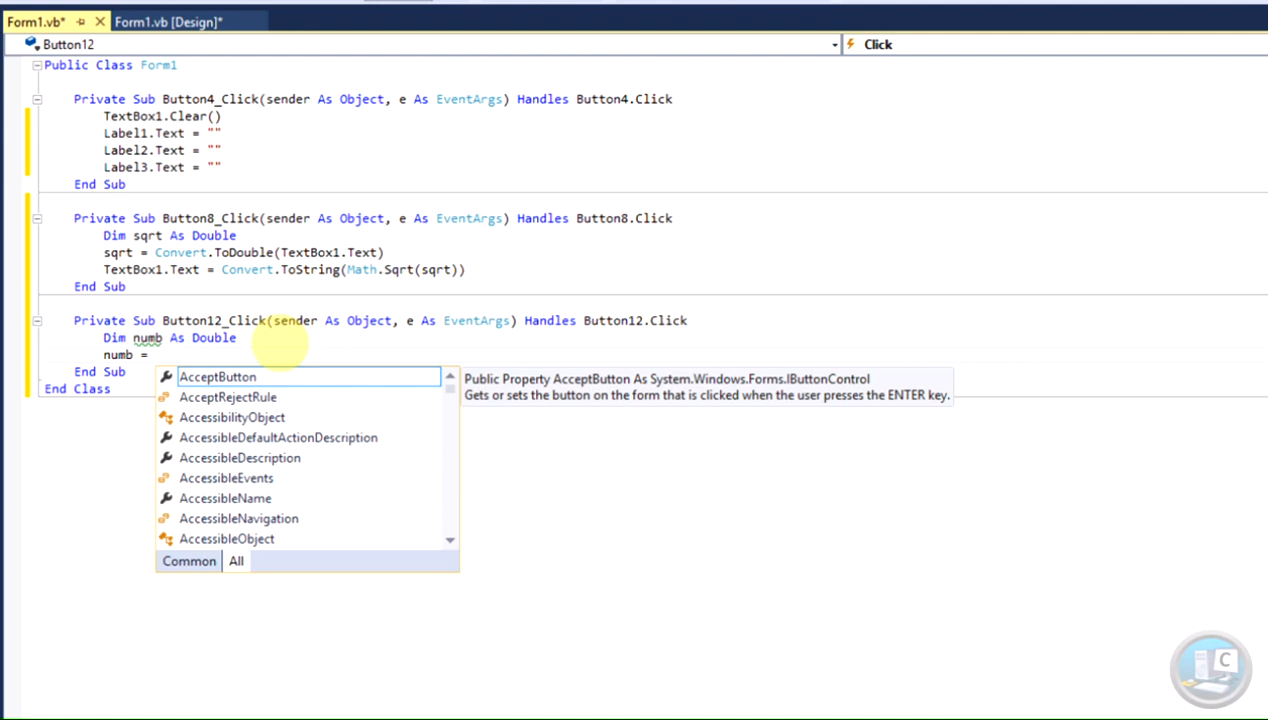 Form1.vb* Form1.vb [Design]*
Button12 Click
Public Class Form1
Private Sub Button4_Click(sender As Object, e As EventArgs) Handles Button4.Click
TextBox1.Clear()
Label1.Text = ""
Label2.Text = ""
Label3.Text = ""
End Sub
Private Sub Button8_Click(sender As Object, e As EventArgs) Handles Button8.Click
Dim sqrt As Double
sqrt = Convert.ToDouble(TextBox1.Text)
TextBox1.Text = Convert.ToString(Math.Sqrt(sqrt))
End Sub
Private Sub Button12_Click(sender As Object, e As EventArgs) Handles Button12.Click
Dim numb As Double
numb =
End Sub
End Class
AcceptButton
AcceptRejectRule
AccessibilityObject
AccessibleDefaultActionDescription
AccessibleDescription
AccessibleEvents
AccessibleName
AccessibleNavigation
AccessibleObject
Common All
Public Property AcceptButton As System.Windows.Forms.IButtonControl
Gets or sets the button on the form that is clicked when the user presses the ENTER key.
C